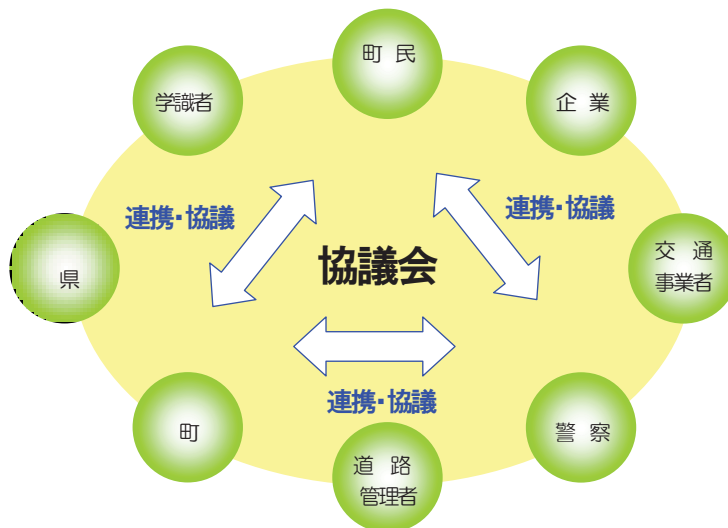 町民
学識者
企業
連携・協議
連携・協議
協議会
県
交通
事業者
連携・協議
町
警察
道路
管理者